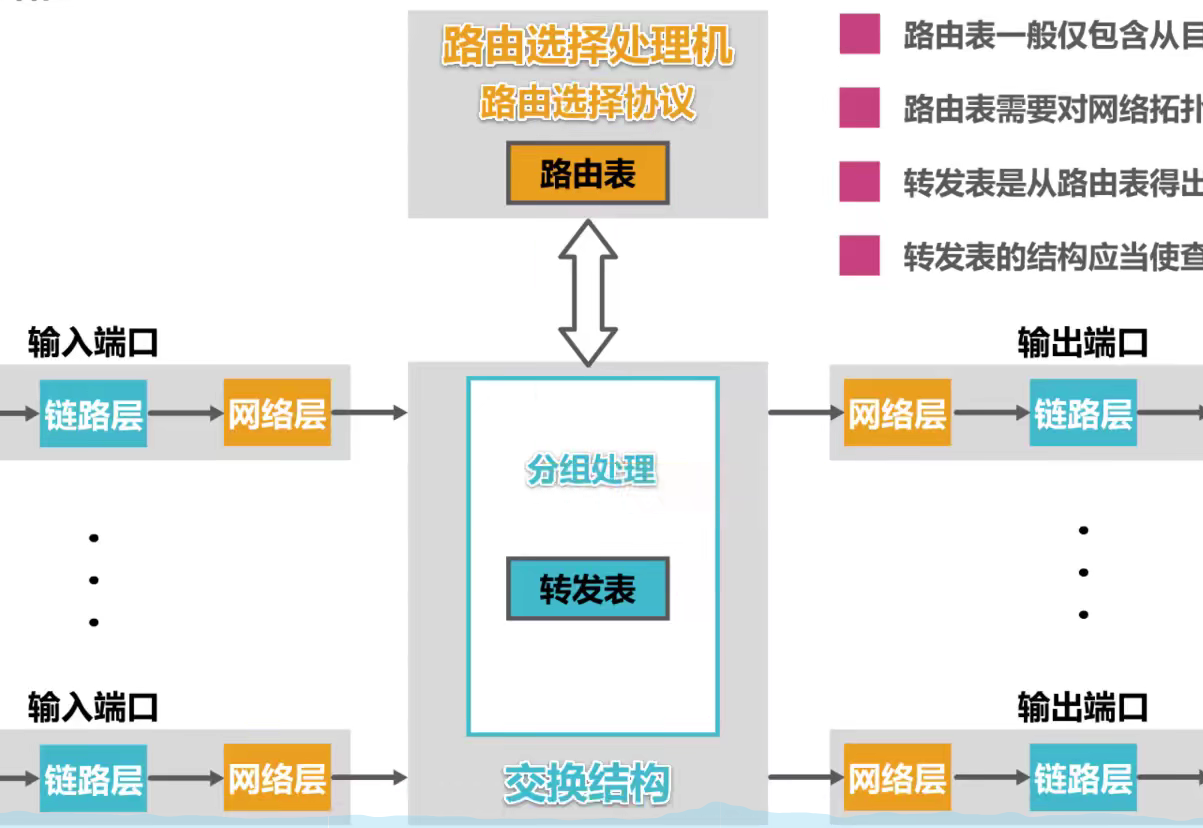 路由选择处理机
路由选择协议
路由表
路由表一般仅包含从目
路由表需要对网络拓扑
转发表是从路由表得出
转发表的结构应当使查
输入端口
链路层
网络层
分组处理
转发表
输出端口
网络层
链路层
输入端口
链路层
网络层
交换结构
输出端口
网络层
链路层